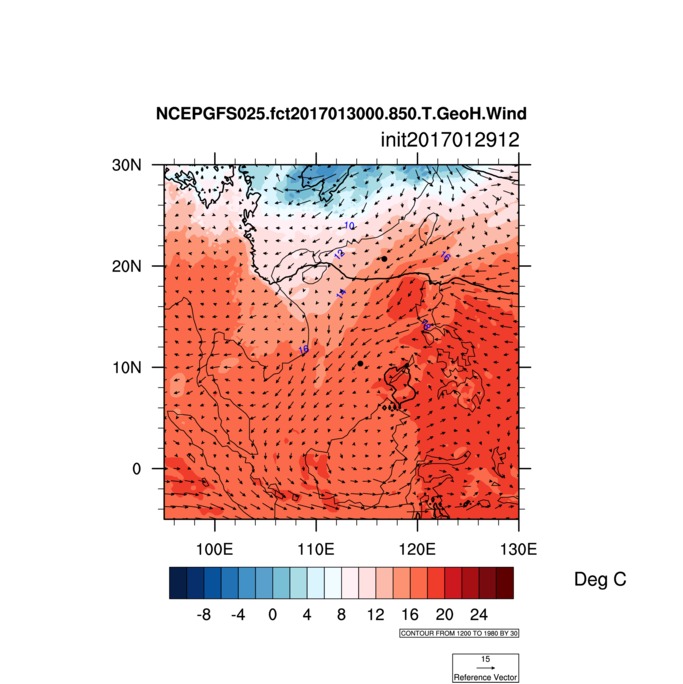 NCEPGFS025.fct2017013000.850.T.GeoH.Wind
init2017012912
30N
10
12
16
20N
14
18
16
10N
0
100E 110E 120E 130E
-8 -4 0 4 8 12 16 20 24
Deg C
CONTOUR FROM 1200 TO 1980 BY 30
15
Reference Vector